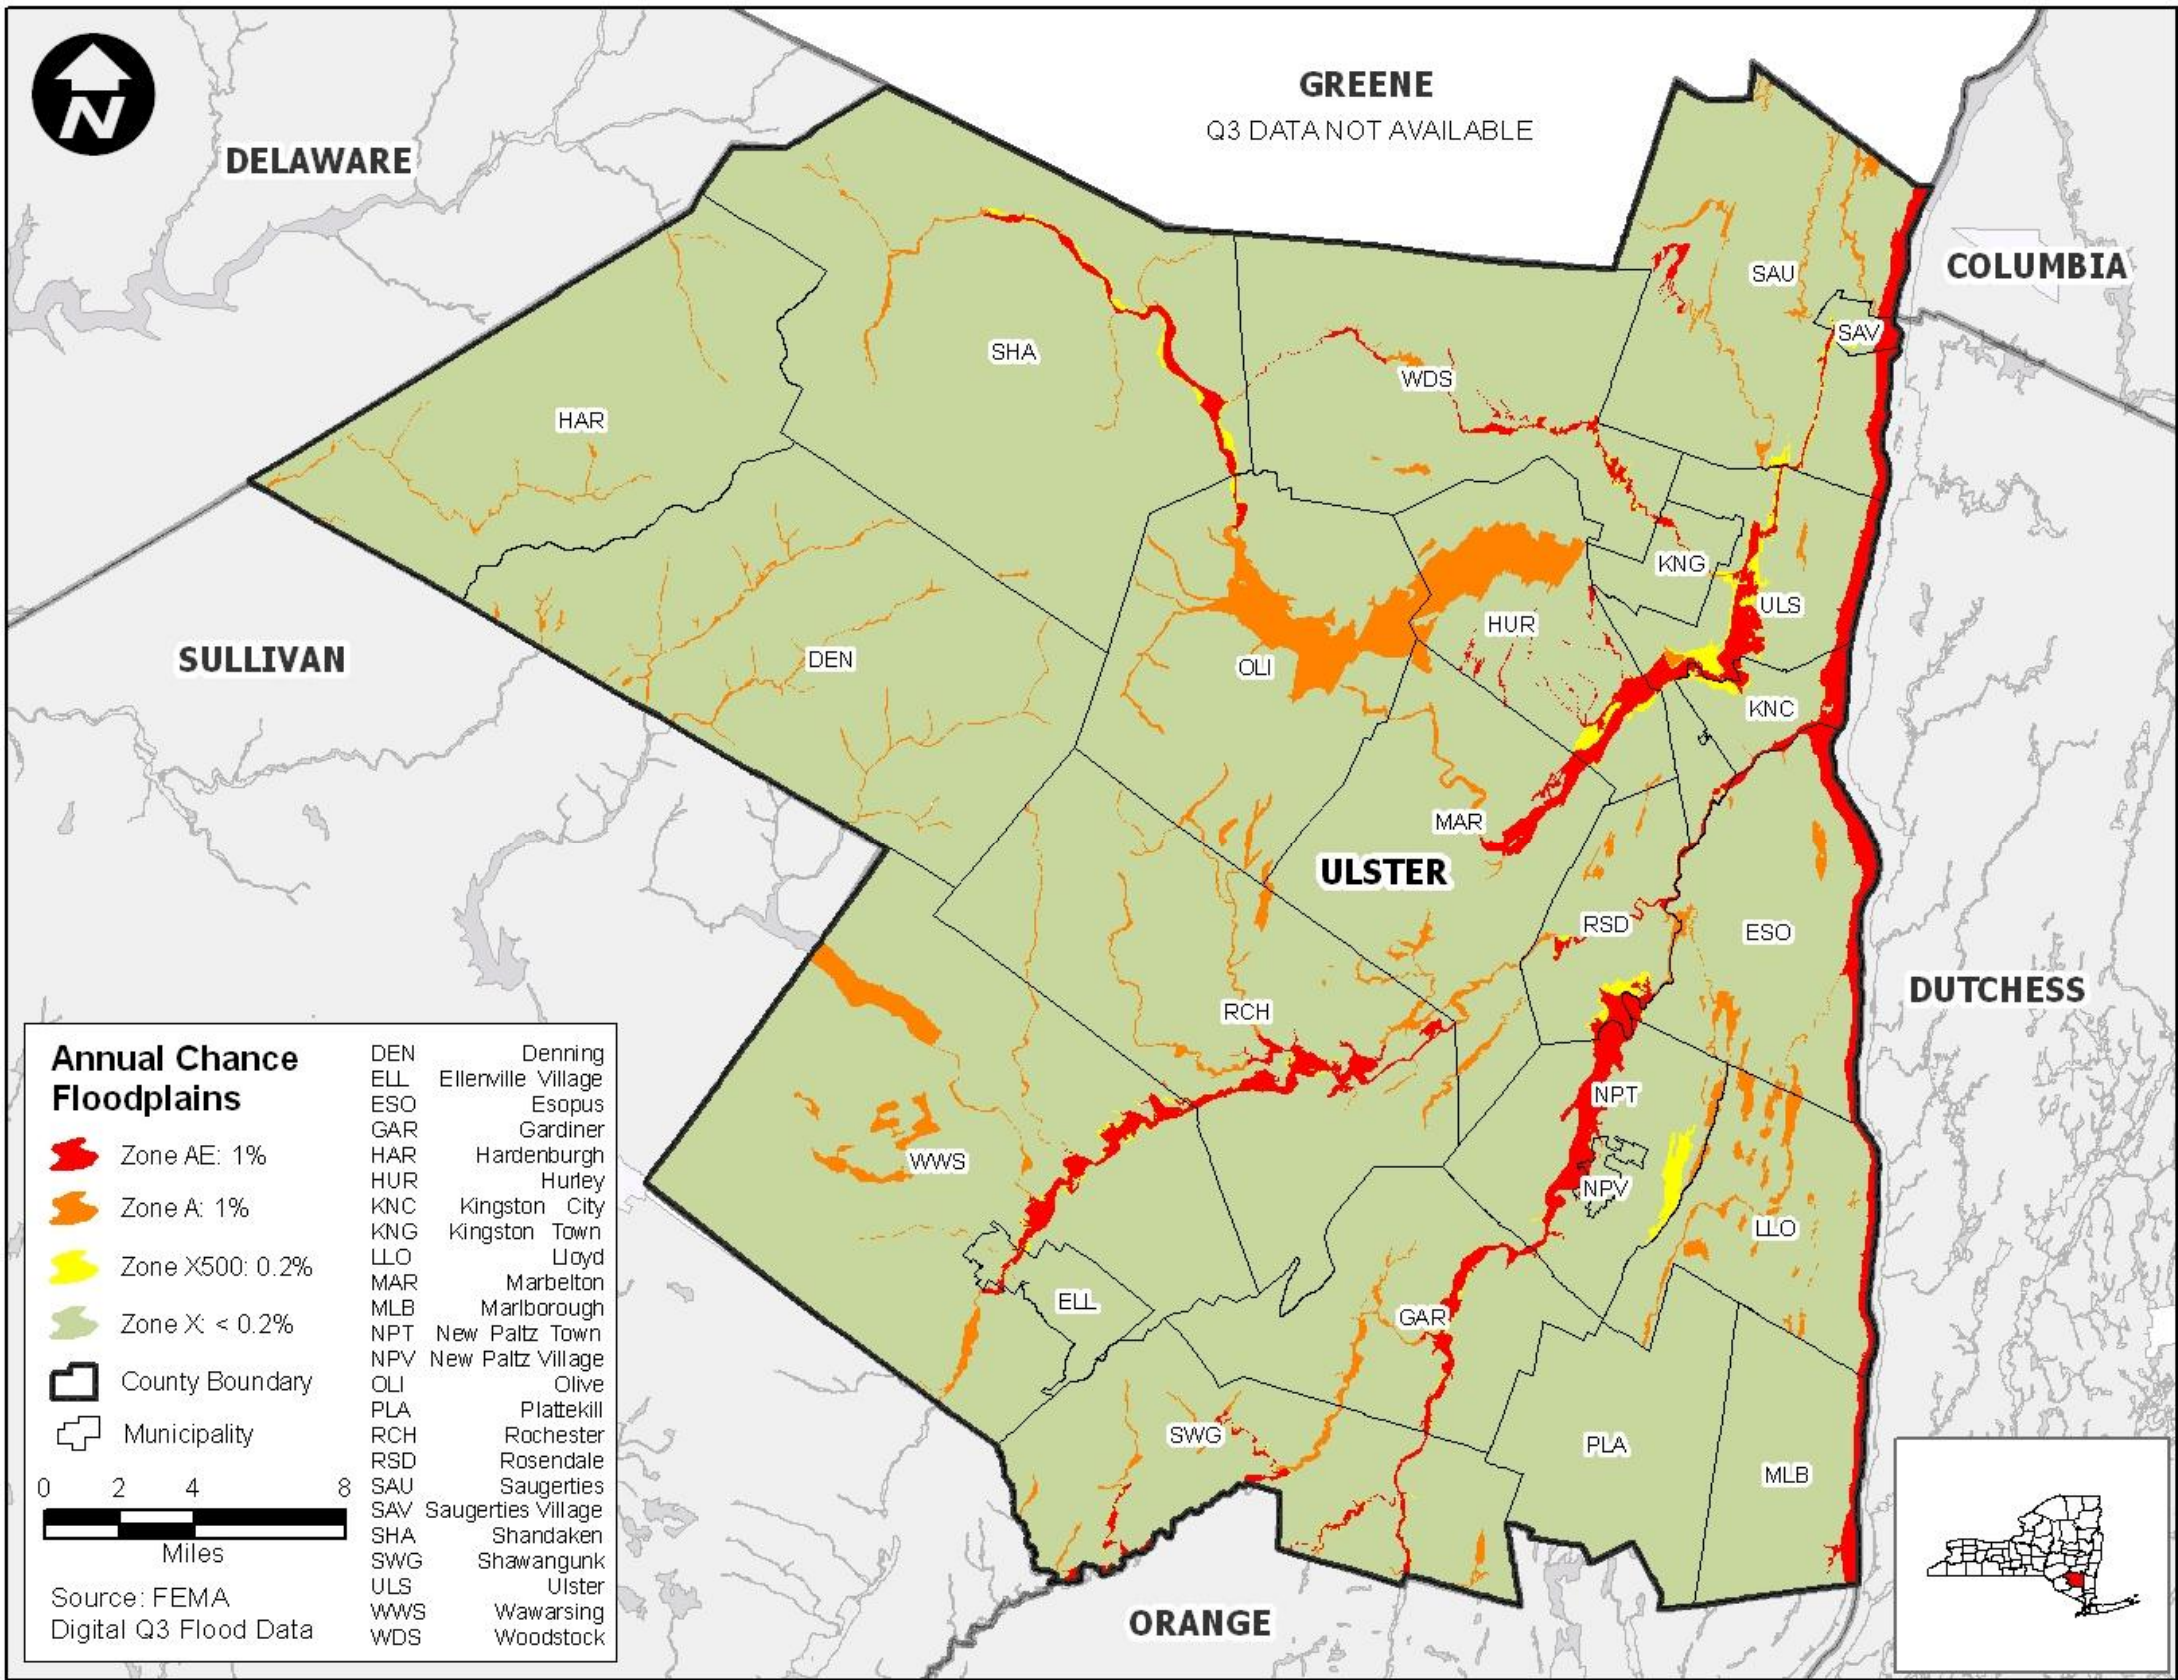 N
GREENE
Q3 DATA NOT AVAILABLE
DELAWARE
COLUMBIA
SAU
SAV
SHA
WDS
HAR
KNG
ULS
HUR
SULLIVAN
DEN
OLI
KNC
MAR
ULSTER
RSD
ESO
DUTCHESS
RCH
NPT
WWS
NPV
LLO
ELL
GAR
SWG
PLA
MLB
ORANGE
Annual Chance
Floodplains
Zone AE: 1%
Zone A: 1%
Zone X500: 0.2%
Zone X: < 0.2%
County Boundary
Municipality
0 2 4 8
Miles
Source: FEMA
Digital Q3 Flood Data
DEN Denning
ELL Ellenville Village
ESO Esopus
GAR Gardiner
HAR Hardenburgh
HUR Hurley
KNC Kingston City
KNG Kingston Town
LLO Lloyd
MAR Marbelton
MLB Marlborough
NPT New Paltz Town
NPV New Paltz Village
OLI Olive
PLA Plattekill
RCH Rochester
RSD Rosendale
SAU Saugerties
SAV Saugerties Village
SHA Shandaken
SWG Shawangunk
ULS Ulster
WWS Wawarsing
WDS Woodstock